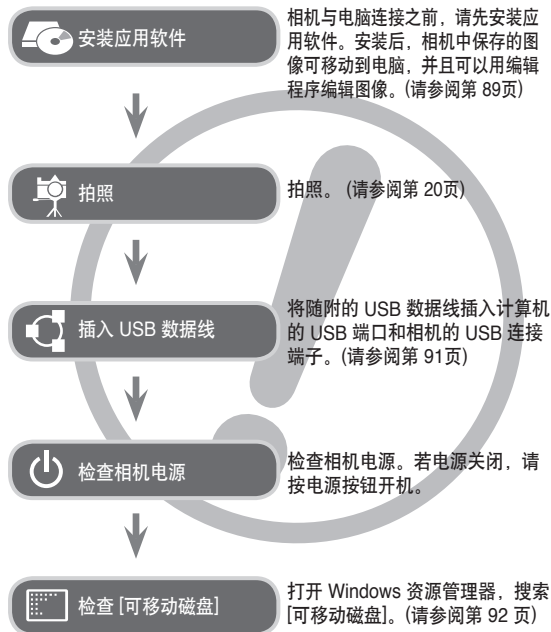 安装应用软件
相机与电脑连接之前，请先安装应
用软件。安装后，相机中保存的图
像可移动到电脑，并且可以用编辑
程序编辑图像。(请参阅第 89页)
拍照
拍照。 (请参阅第 20页)
插入 USB 数据线
将随附的 USB 数据线插入计算机
的 USB 端口和相机的 USB 连接
端子。(请参阅第 91页)
检查相机电源
检查相机电源。若电源关闭，请
按电源按钮开机。
检查 [可移动磁盘]
打开 Windows 资源管理器，搜索
[可移动磁盘]。(请参阅第 92 页)